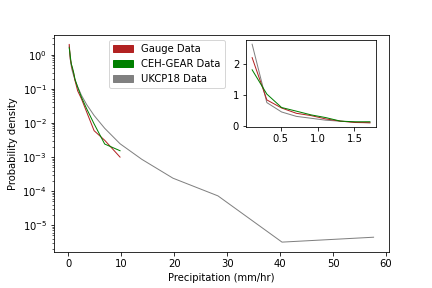 Gauge Data
CEH-GEAR Data
UKCP18 Data
10⁰
10⁻¹
10⁻²
10⁻³
10⁻⁴
10⁻⁵
Probability density
2
1
0
0.5 1.0 1.5
0 10 20 30 40 50 60
Precipitation (mm/hr)